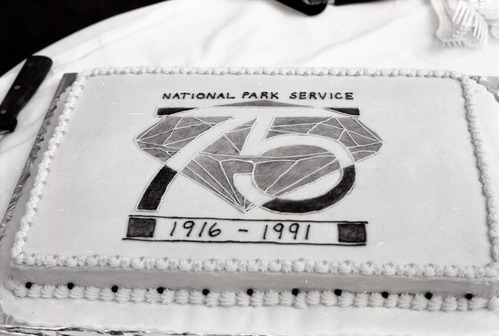 NATIONAL PARK SERVICE
75
1916 - 1991